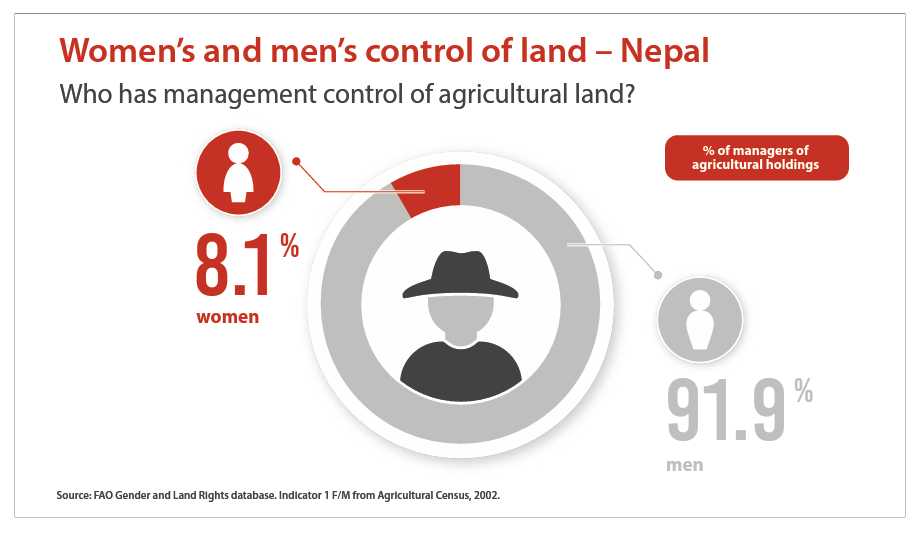 Women's and men's control of land – Nepal
Who has management control of agricultural land?
% of managers of
agricultural holdings
8.1%
women
91.9%
men
Source: FAO Gender and Land Rights database. Indicator 1 F/M from Agricultural Census, 2002.